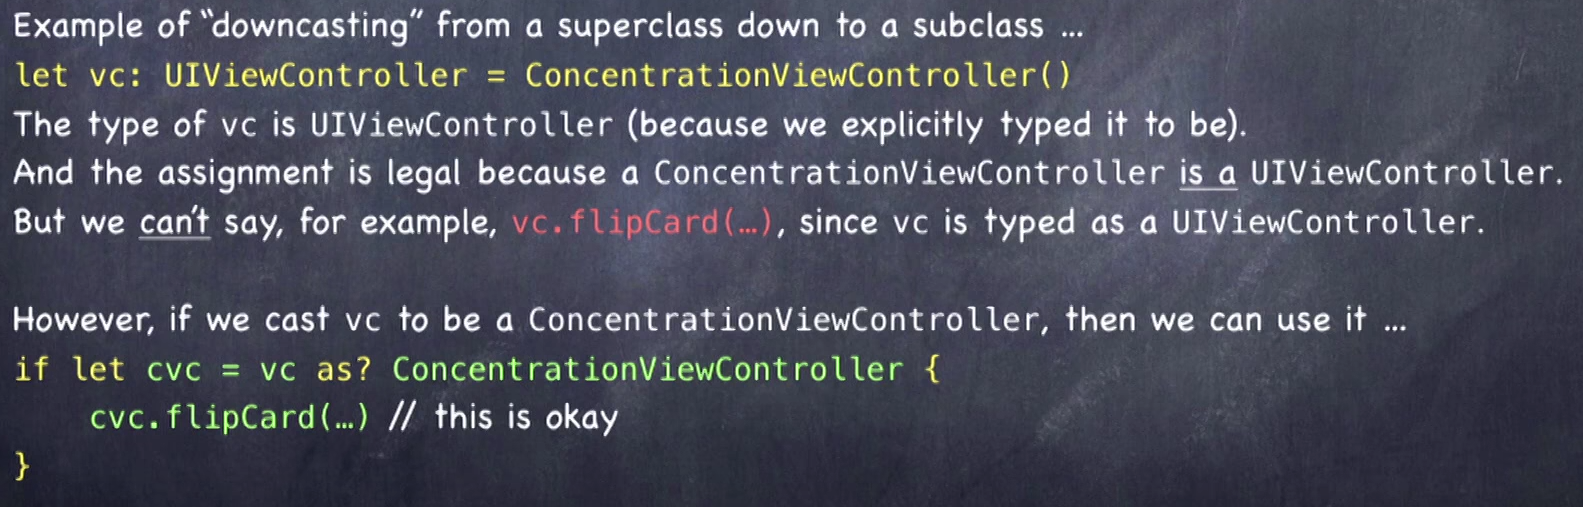 Example of “downcasting” from a superclass down to a subclass ...
let vc: UIViewController = ConcentrationViewController()
The type of vc is UIViewController (because we explicitly typed it to be).
And the assignment is legal because a ConcentrationViewController is a UIViewController.
But we can't say, for example, vc.flipCard(…), since vc is typed as a UIViewController.
However, if we cast vc to be a ConcentrationViewController, then we can use it ...
if let cvc = vc as? ConcentrationViewController {
    cvc.flipCard(…) // this is okay
}